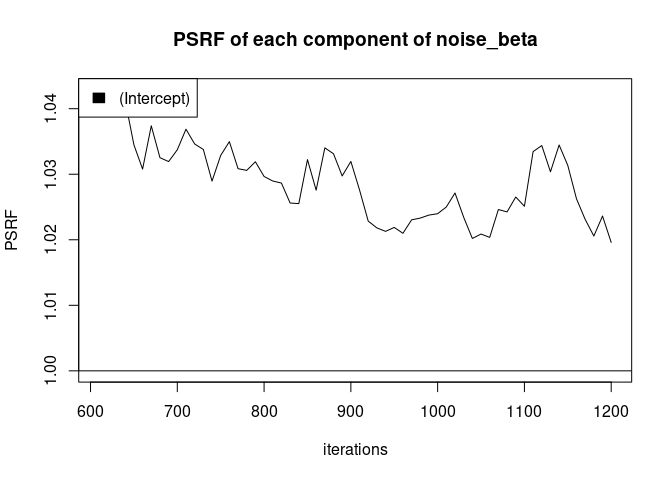 PSRF of each component of noise_beta
(Intercept)
PSRF
1.04
1.03
1.02
1.01
1.00
600 700 800 900 1000 1100 1200
iterations